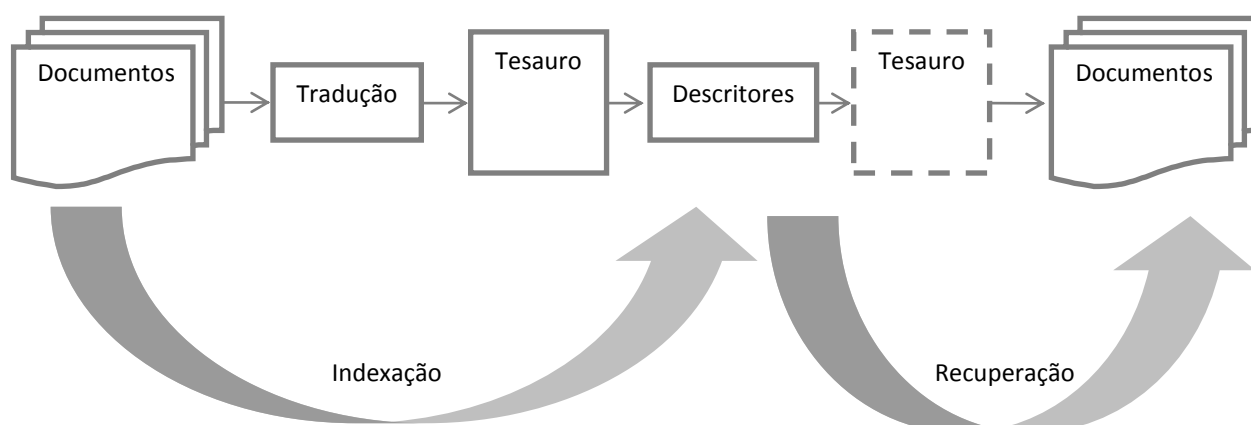 Documentos
Tradução
Tesauro
Descritores
Tesauro
Documentos
Indexação
Recuperação